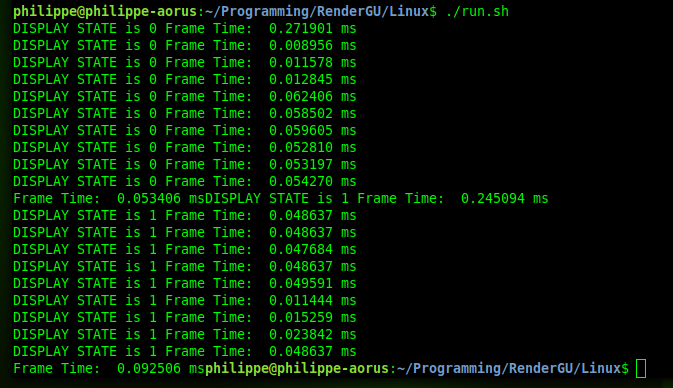 philippe@philippe-aorus:~/Programming/RenderGU/Linux$ ./run.sh
DISPLAY STATE is 0 Frame Time:  0.271901 ms
DISPLAY STATE is 0 Frame Time:  0.008956 ms
DISPLAY STATE is 0 Frame Time:  0.011578 ms
DISPLAY STATE is 0 Frame Time:  0.012845 ms
DISPLAY STATE is 0 Frame Time:  0.062406 ms
DISPLAY STATE is 0 Frame Time:  0.058502 ms
DISPLAY STATE is 0 Frame Time:  0.059605 ms
DISPLAY STATE is 0 Frame Time:  0.052810 ms
DISPLAY STATE is 0 Frame Time:  0.053197 ms
DISPLAY STATE is 0 Frame Time:  0.054270 ms
Frame Time:  0.053406 msDISPLAY STATE is 1 Frame Time:  0.245094 ms
DISPLAY STATE is 1 Frame Time:  0.048637 ms
DISPLAY STATE is 1 Frame Time:  0.048637 ms
DISPLAY STATE is 1 Frame Time:  0.047684 ms
DISPLAY STATE is 1 Frame Time:  0.048637 ms
DISPLAY STATE is 1 Frame Time:  0.049591 ms
DISPLAY STATE is 1 Frame Time:  0.011444 ms
DISPLAY STATE is 1 Frame Time:  0.015259 ms
DISPLAY STATE is 1 Frame Time:  0.023842 ms
DISPLAY STATE is 1 Frame Time:  0.048637 ms
Frame Time:  0.092506 msphilippe@philippe-aorus:~/Programming/RenderGU/Linux$